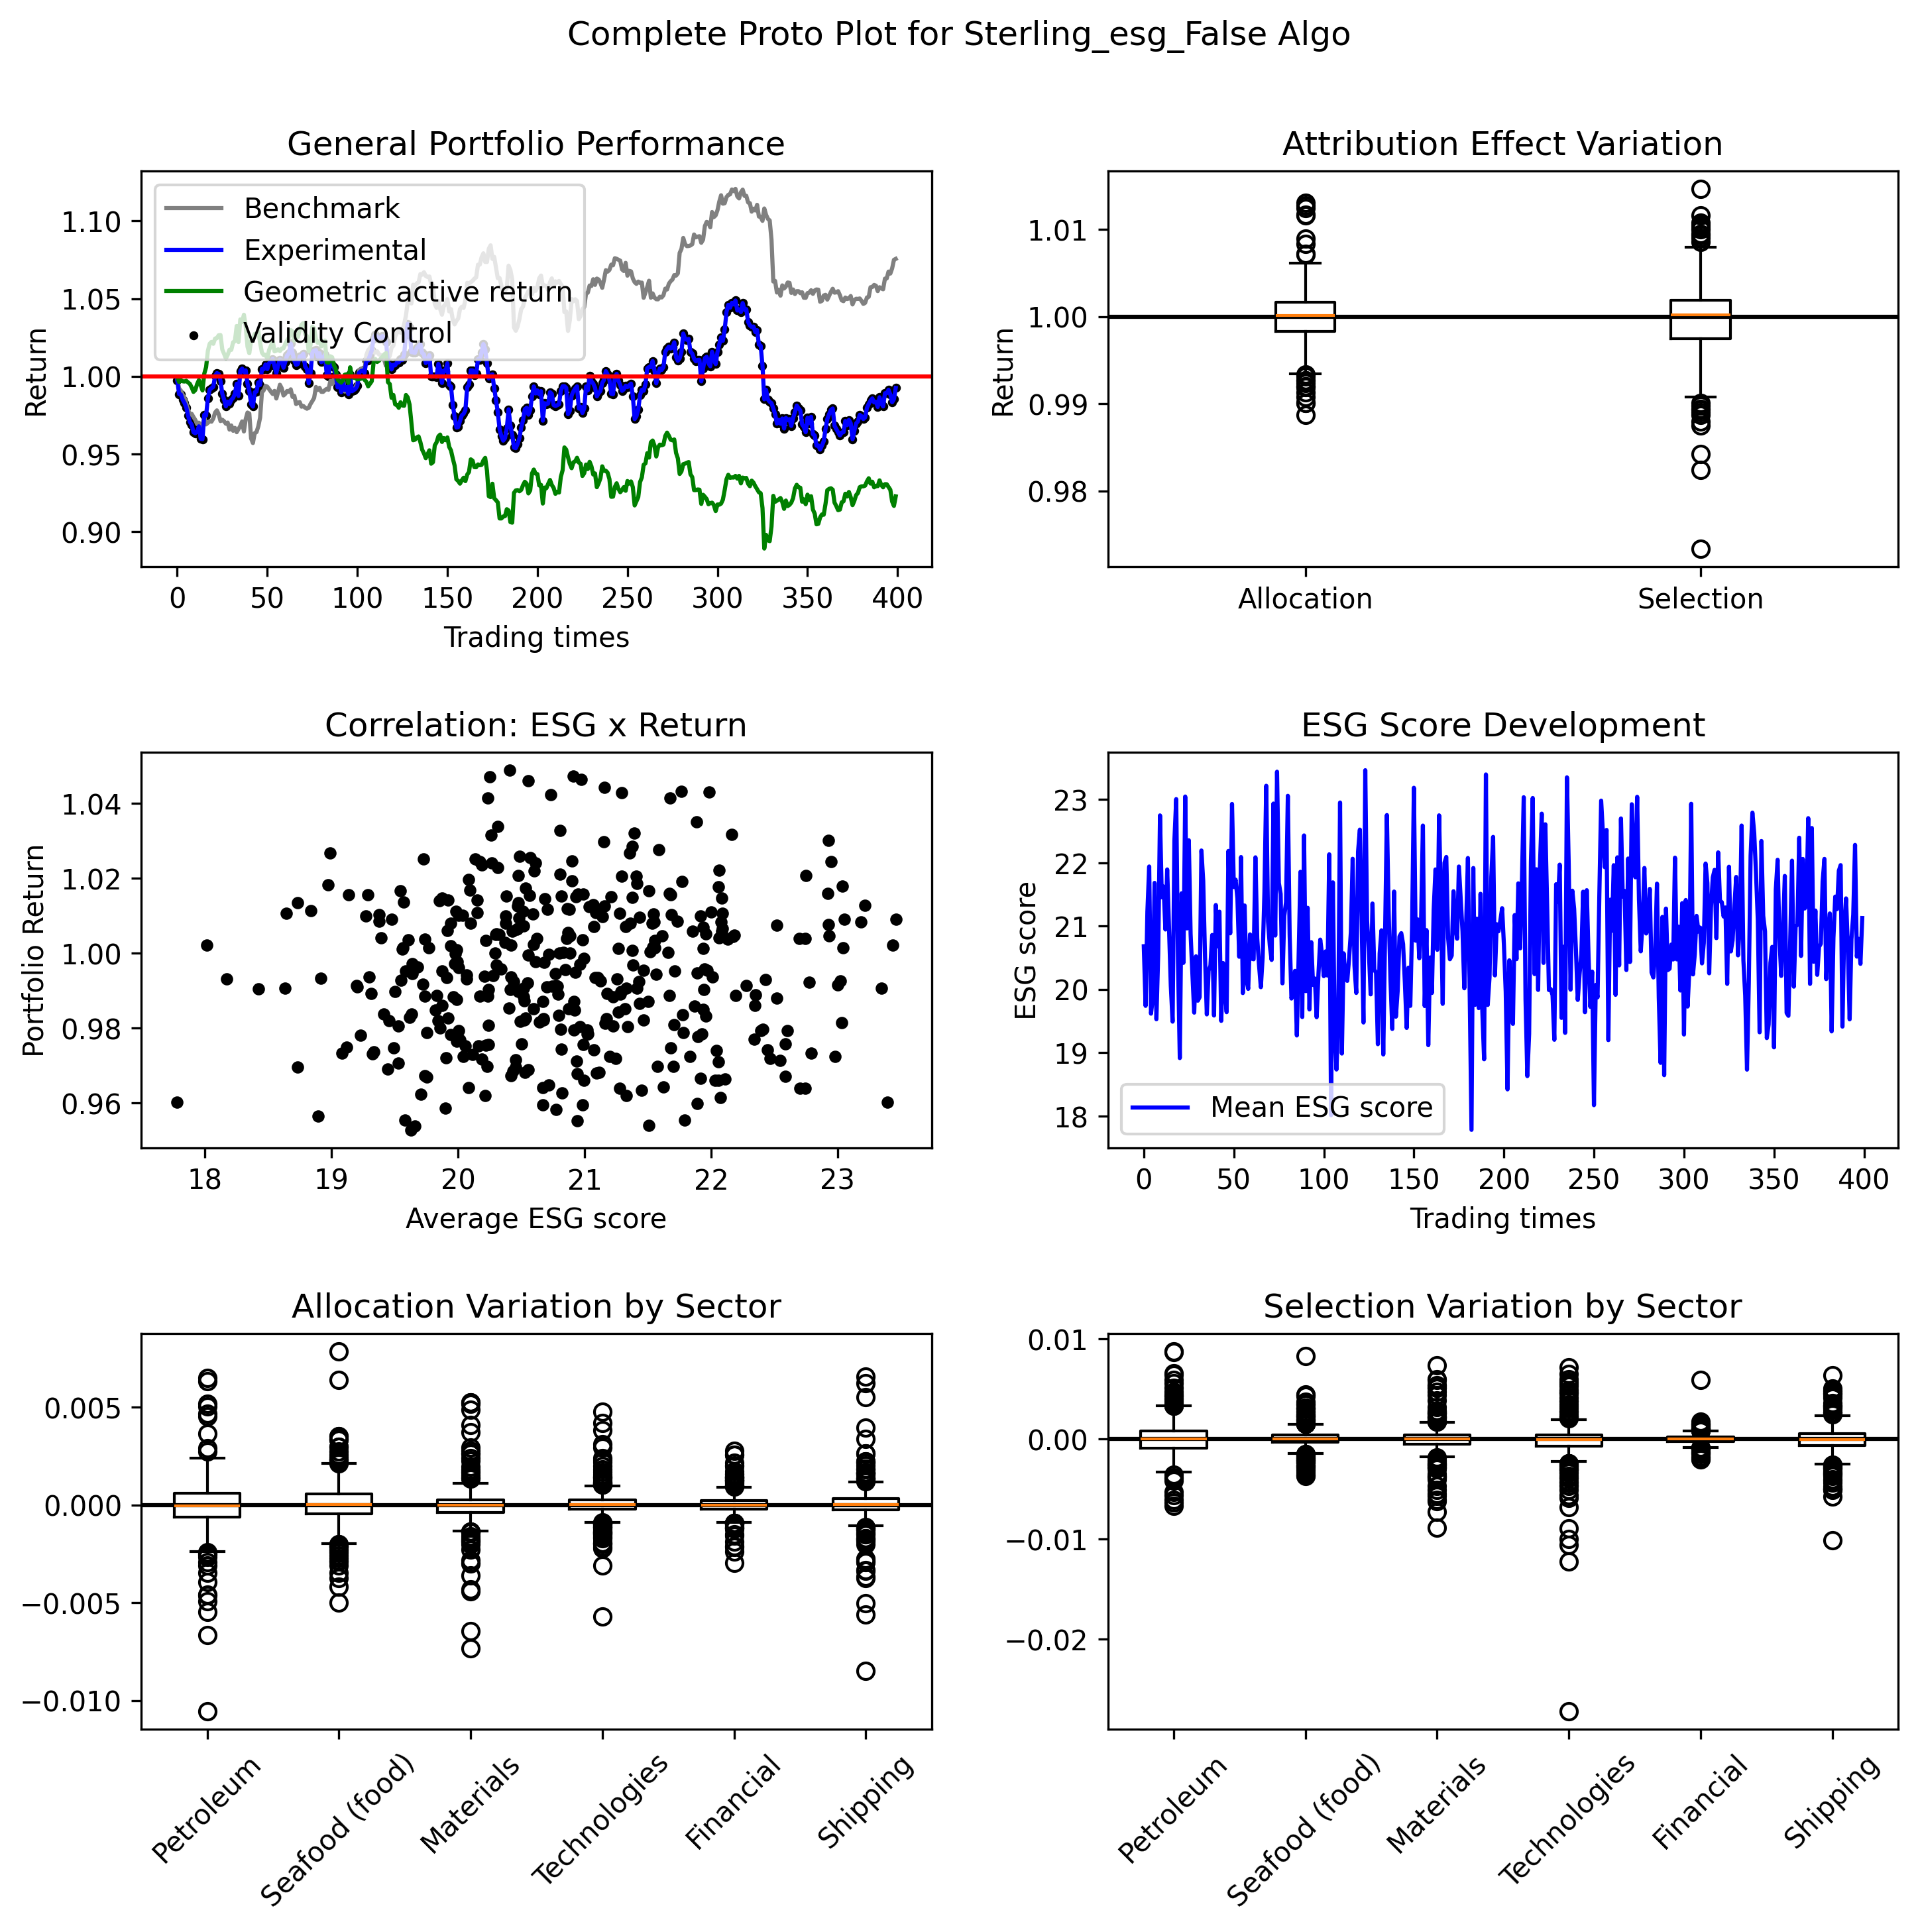 Complete Proto Plot for Sterling_esg_False Algo
General Portfolio Performance
Return
1.10
1.05
1.00
0.95
0.90
Benchmark
Experimental
Geometric active return
Validity Control
0 50 100 150 200 250 300 350 400
Trading times
Attribution Effect Variation
Return
1.01
1.00
0.99
0.98
Allocation Selection
Correlation: ESG x Return
Portfolio Return
1.04
1.02
1.00
0.98
0.96
18 19 20 21 22 23
Average ESG score
ESG Score Development
ESG score
23
22
21
20
19
18
Mean ESG score
0 50 100 150 200 250 300 350 400
Trading times
Allocation Variation by Sector
0.005
0.000
−0.005
−0.010
Petroleum
Seafood (food)
Materials
Technologies
Financial
Shipping
Selection Variation by Sector
0.01
0.00
−0.01
−0.02
Petroleum
Seafood (food)
Materials
Technologies
Financial
Shipping